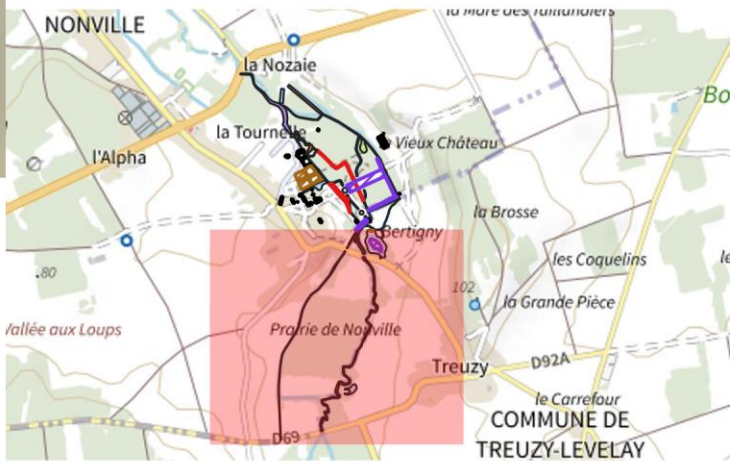 la Mare des Taillandiers
NONVILLE
la Nozaie
Bo
la Tournelle
Vieux Château
l'Alpha
la Brosse
Bertigny
les Coquelins
le
.80
102
la Grande Pièce
Vallée aux Loups
Prairie de Nonville
D92A
Treuzy
le Carrefour
COMMUNE DE
D69
TREUZY-LEVELAY